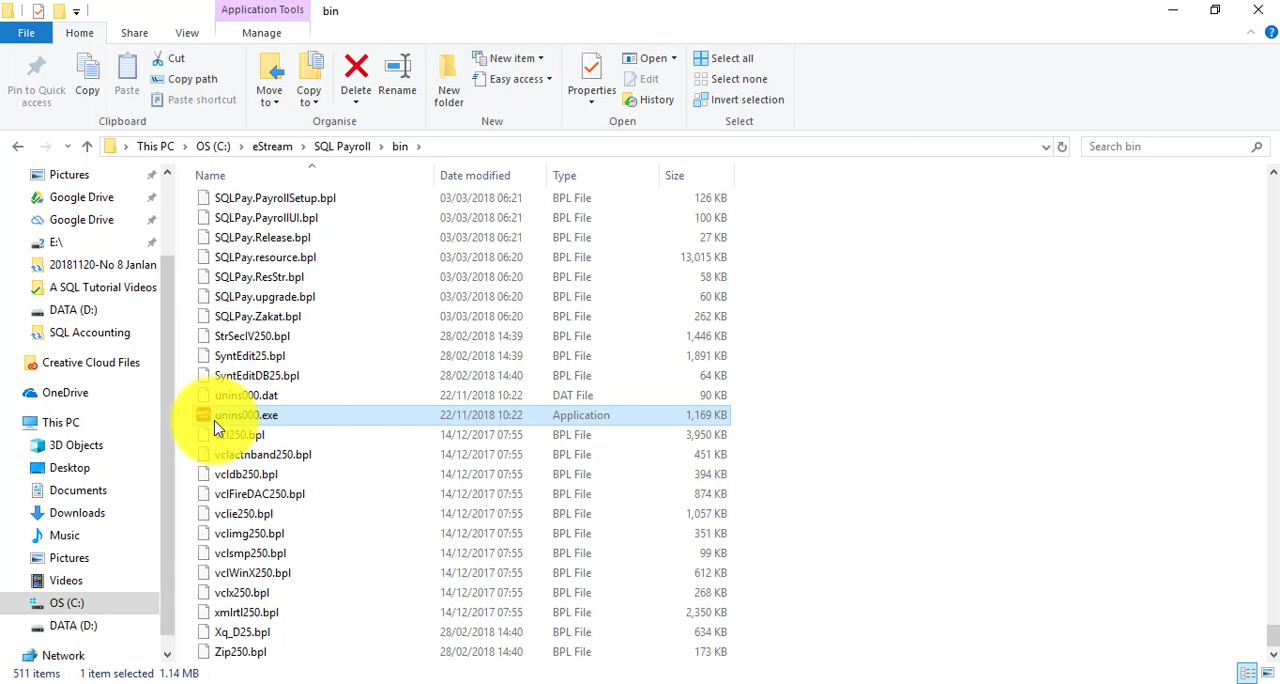 Application Tools
bin
File
Home
Share
View
Manage
Pin to Quick
access
Copy
Paste
Cut
Copy path
Paste shortcut
Clipboard
Move
to
Copy
to
Delete
Rename
Organise
New
folder
New item
Easy access
New
Properties
Open
Edit
History
Open
Select all
Select none
Invert selection
Select
This PC
OS (C:)
eStream
SQL Payroll
bin
Search bin
Name
Date modified
Type
Size
Pictures
Google Drive
Google Drive
E:\
20181120-No 8 Janlan
A SQL Tutorial Videos
DATA (D:)
SQL Accounting
Creative Cloud Files
OneDrive
This PC
3D Objects
Desktop
Documents
Downloads
Music
Pictures
Videos
OS (C:)
DATA (D:)
Network
SQLPay.PayrollSetup.bpl 03/03/2018 06:21 BPL File 126 KB
SQLPay.PayrollUI.bpl 03/03/2018 06:21 BPL File 100 KB
SQLPay.Release.bpl 03/03/2018 06:21 BPL File 27 KB
SQLPay.resource.bpl 03/03/2018 06:20 BPL File 13,015 KB
SQLPay.ResStr.bpl 03/03/2018 06:20 BPL File 58 KB
SQLPay.upgrade.bpl 03/03/2018 06:20 BPL File 60 KB
SQLPay.Zakat.bpl 03/03/2018 06:20 BPL File 262 KB
StrSecIV250.bpl 28/02/2018 14:39 BPL File 1,446 KB
SyntEdit25.bpl 28/02/2018 14:39 BPL File 1,891 KB
SyntEditDB25.bpl 28/02/2018 14:40 BPL File 64 KB
unins000.dat 22/11/2018 10:22 DAT File 90 KB
unins000.exe 22/11/2018 10:22 Application 1,169 KB
vcl250.bpl 14/12/2017 07:55 BPL File 3,950 KB
vclactnband250.bpl 14/12/2017 07:55 BPL File 451 KB
vcldb250.bpl 14/12/2017 07:55 BPL File 394 KB
vclFireDAC250.bpl 14/12/2017 07:55 BPL File 874 KB
vclie250.bpl 14/12/2017 07:55 BPL File 1,057 KB
vclimg250.bpl 14/12/2017 07:55 BPL File 351 KB
vclsmp250.bpl 14/12/2017 07:55 BPL File 99 KB
vclWinX250.bpl 14/12/2017 07:55 BPL File 612 KB
vclx250.bpl 14/12/2017 07:55 BPL File 268 KB
xmlrtl250.bpl 14/12/2017 07:55 BPL File 2,350 KB
Xq_D25.bpl 28/02/2018 14:40 BPL File 634 KB
Zip250.bpl 28/02/2018 14:40 BPL File 173 KB
511 items 1 item selected 1.14 MB